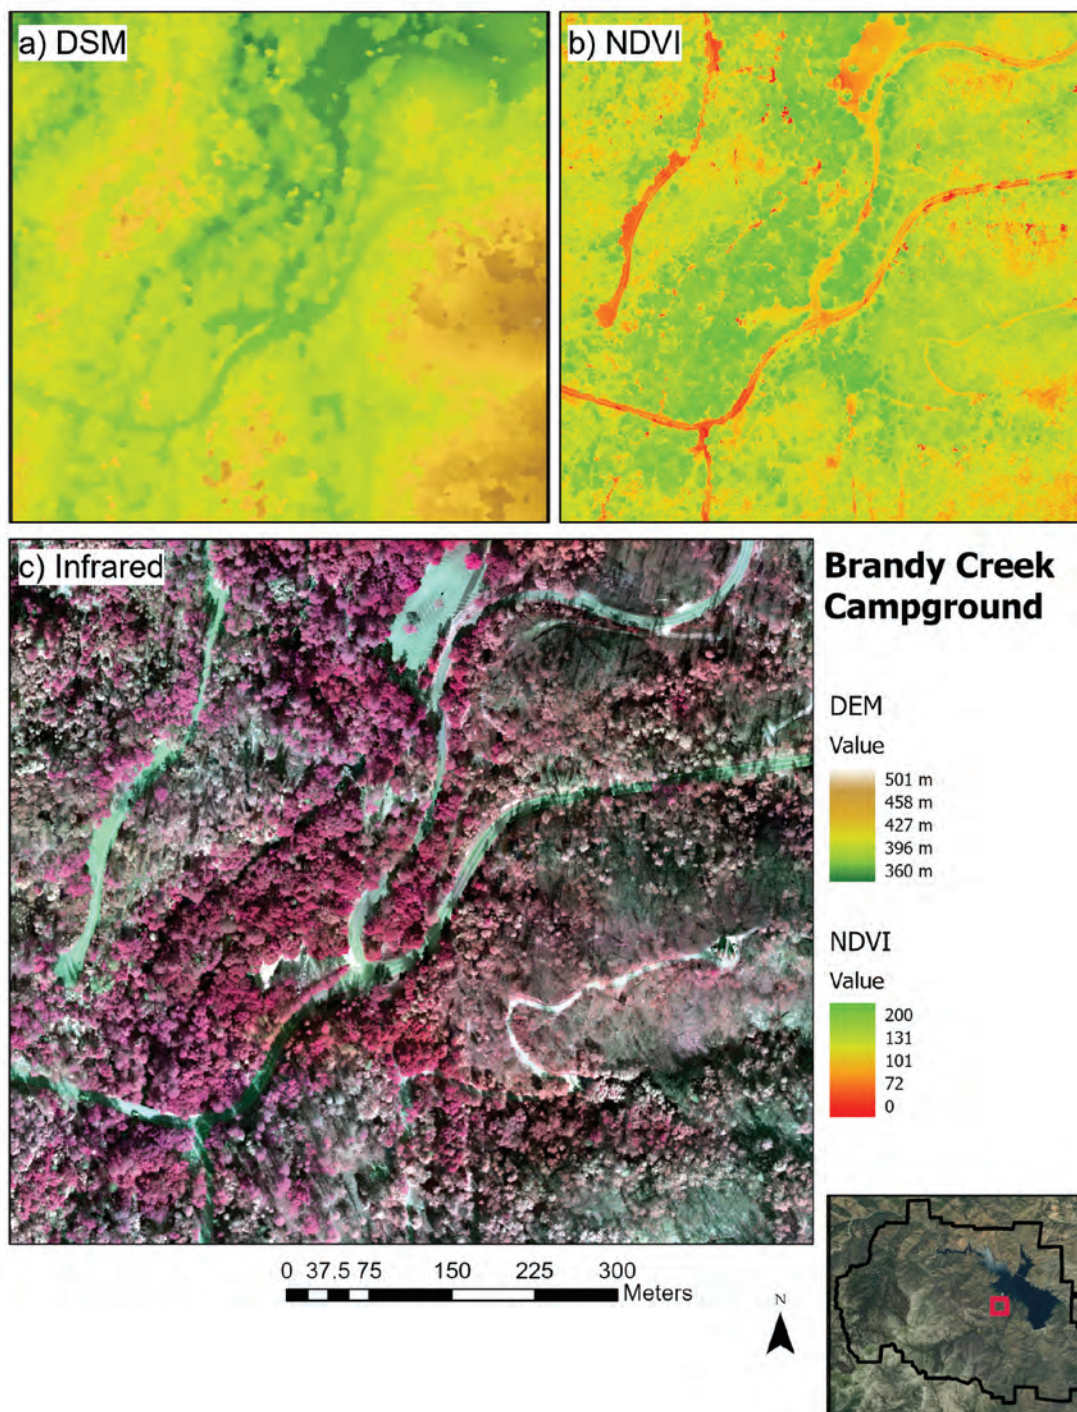 a) DSM
b) NDVI
c) Infrared
Brandy Creek
Campground
DEM
Value
501 m
458 m
427 m
396 m
360 m
NDVI
Value
200
131
101
72
0
0 37.5 75 150 225 300
Meters
N